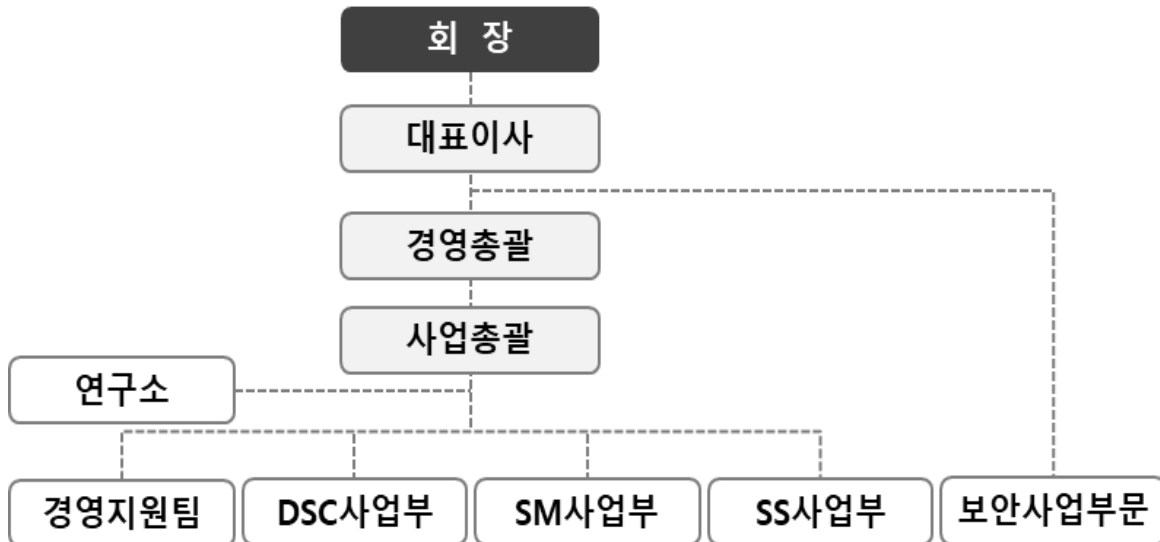 회 장
대표이사
경영총괄
사업총괄
연구소
경영지원팀
DSC사업부
SM사업부
SS사업부
보안사업부문